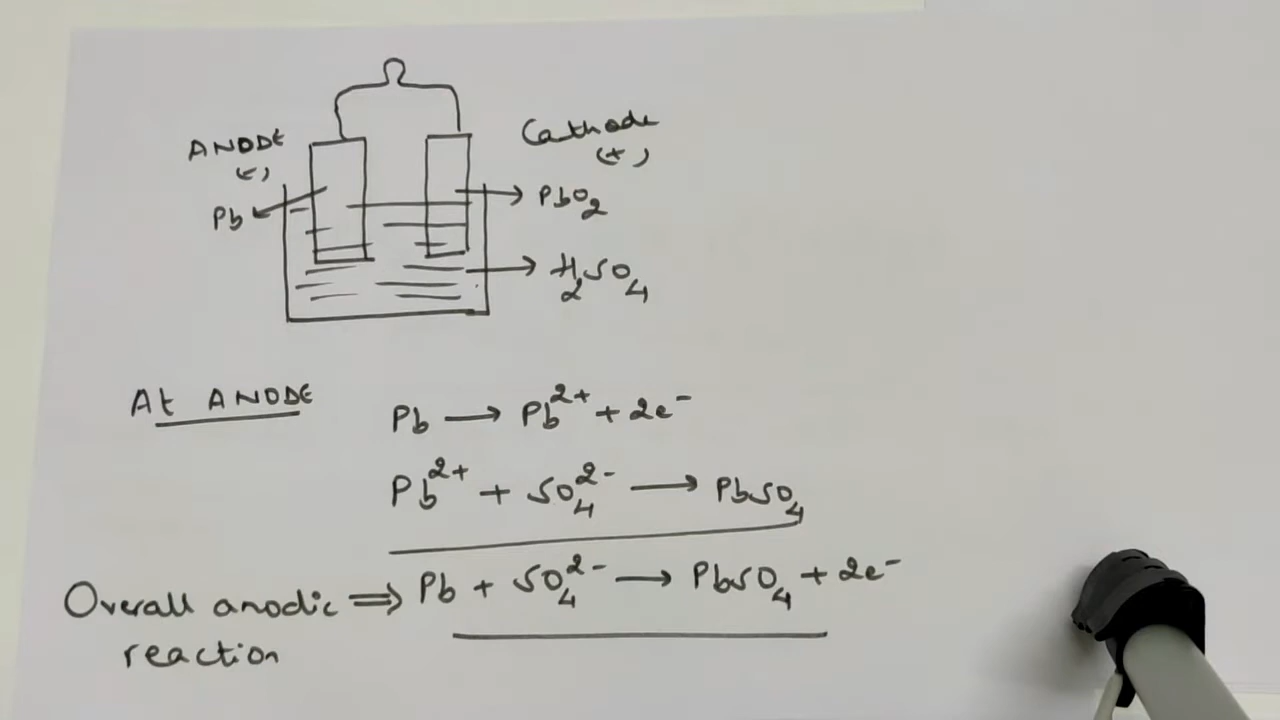 ANODE
(-)
Pb
Cathode
(+)
PbO₂
H₂SO₄
At ANODE
Pb → Pb²⁺ + 2e⁻
Pb²⁺ + SO₄²⁻ → PbSO₄
Overall anodic ⇒ Pb + SO₄²⁻ → PbSO₄ + 2e⁻
reaction